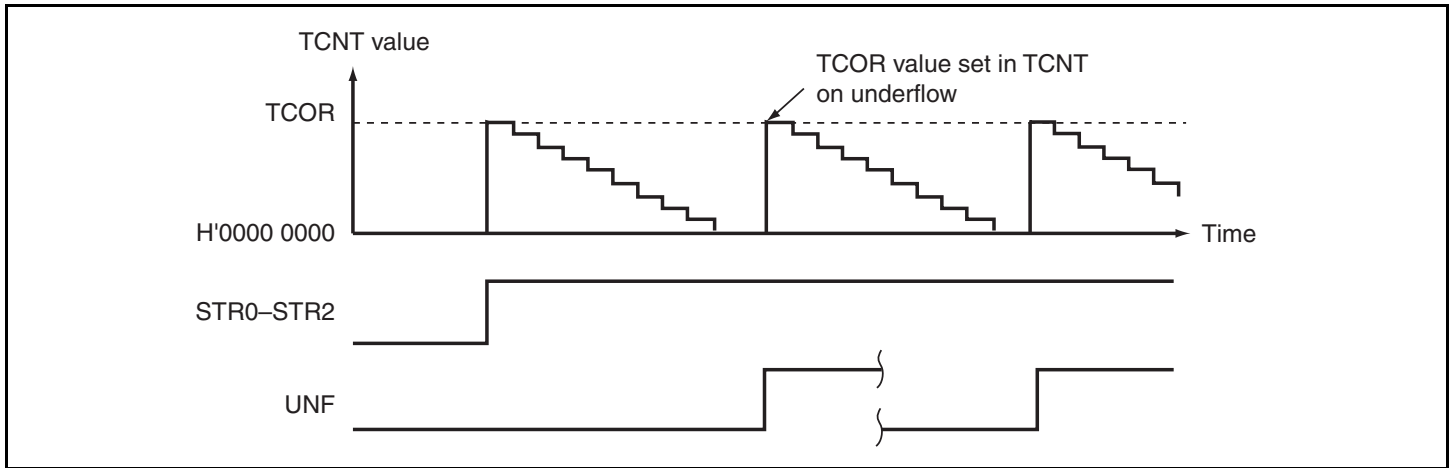 TCNT value
TCOR value set in TCNT
on underflow
TCOR
H'0000 0000
Time
STR0–STR2
UNF